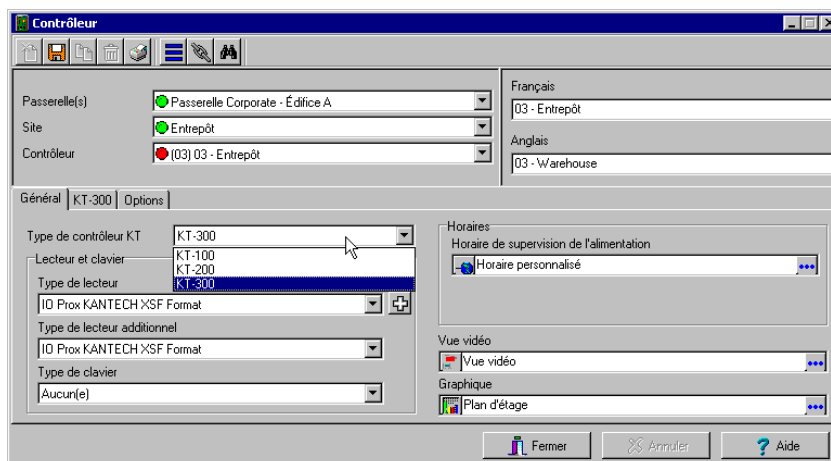 Contrôleur
Passerelle(s)
Passerelle Corporate - Édifice A
Site
Entrepôt
Contrôleur
(03) 03 - Entrepôt
Français
03 - Entrepôt
Anglais
03 - Warehouse
Général
KT-300
Options
Type de contrôleur KT
KT-300
KT-100
KT-200
KT-300
Lecteur et clavier
Type de lecteur
IO Prox KANTECH XSF Format
Type de lecteur additionnel
IO Prox KANTECH XSF Format
Type de clavier
Aucun(e)
Horaires
Horaire de supervision de l'alimentation
Horaire personnalisé
Vue vidéo
Vue vidéo
Graphique
Plan d'étage
Fermer
Annuler
Aide